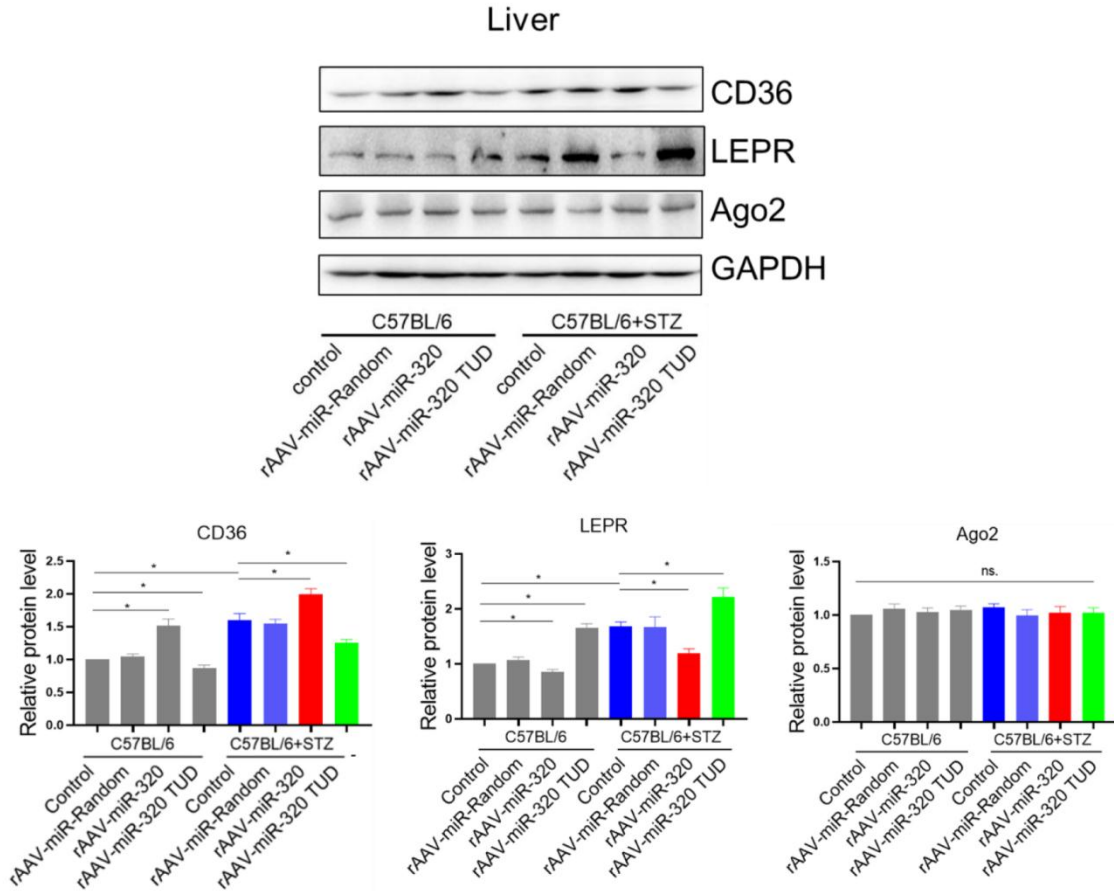 Liver
CD36
LEPR
Ago2
GAPDH
C57BL/6
C57BL/6+STZ
control
rAAV-miR-Random
rAAV-miR-320
rAAV-miR-320 TUD
control
rAAV-miR-Random
rAAV-miR-320
rAAV-miR-320 TUD
CD36
Relative protein level
2.5
2.0
1.5
1.0
0.5
0.0
*
*
*
*
*
C57BL/6
C57BL/6+STZ
-
Control
rAAV-miR-Random
rAAV-miR-320
rAAV-miR-320 TUD
Control
rAAV-miR-Random
rAAV-miR-320
rAAV-miR-320 TUD
LEPR
Relative protein level
3
2
1
0
*
*
*
*
*
C57BL/6
C57BL/6+STZ
Control
rAAV-miR-Random
rAAV-miR-320
rAAV-miR-320 TUD
Control
rAAV-miR-Random
rAAV-miR-320
rAAV-miR-320 TUD
Ago2
Relative protein level
1.5
1.0
0.5
0.0
ns.
C57BL/6
C57BL/6+STZ
Control
rAAV-miR-Random
rAAV-miR-320
rAAV-miR-320 TUD
Control
rAAV-miR-Random
rAAV-miR-320
rAAV-miR-320 TUD